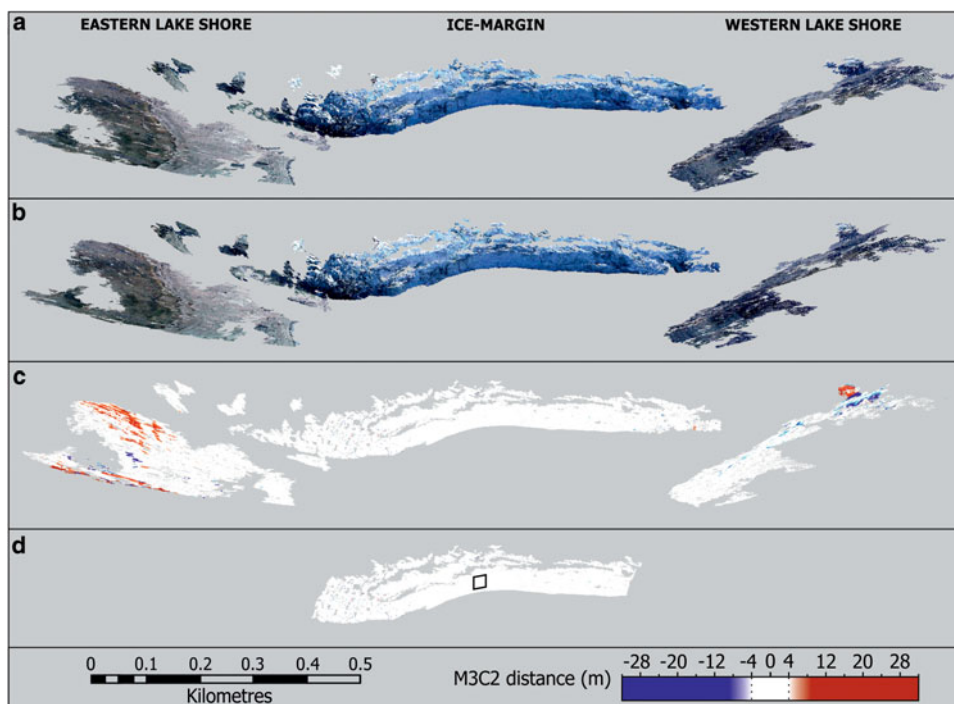 a
EASTERN LAKE SHORE
ICE-MARGIN
WESTERN LAKE SHORE
b
c
d
0 0.1 0.2 0.3 0.4 0.5
Kilometres
M3C2 distance (m)
-28 -20 -12 -4 0 4 12 20 28